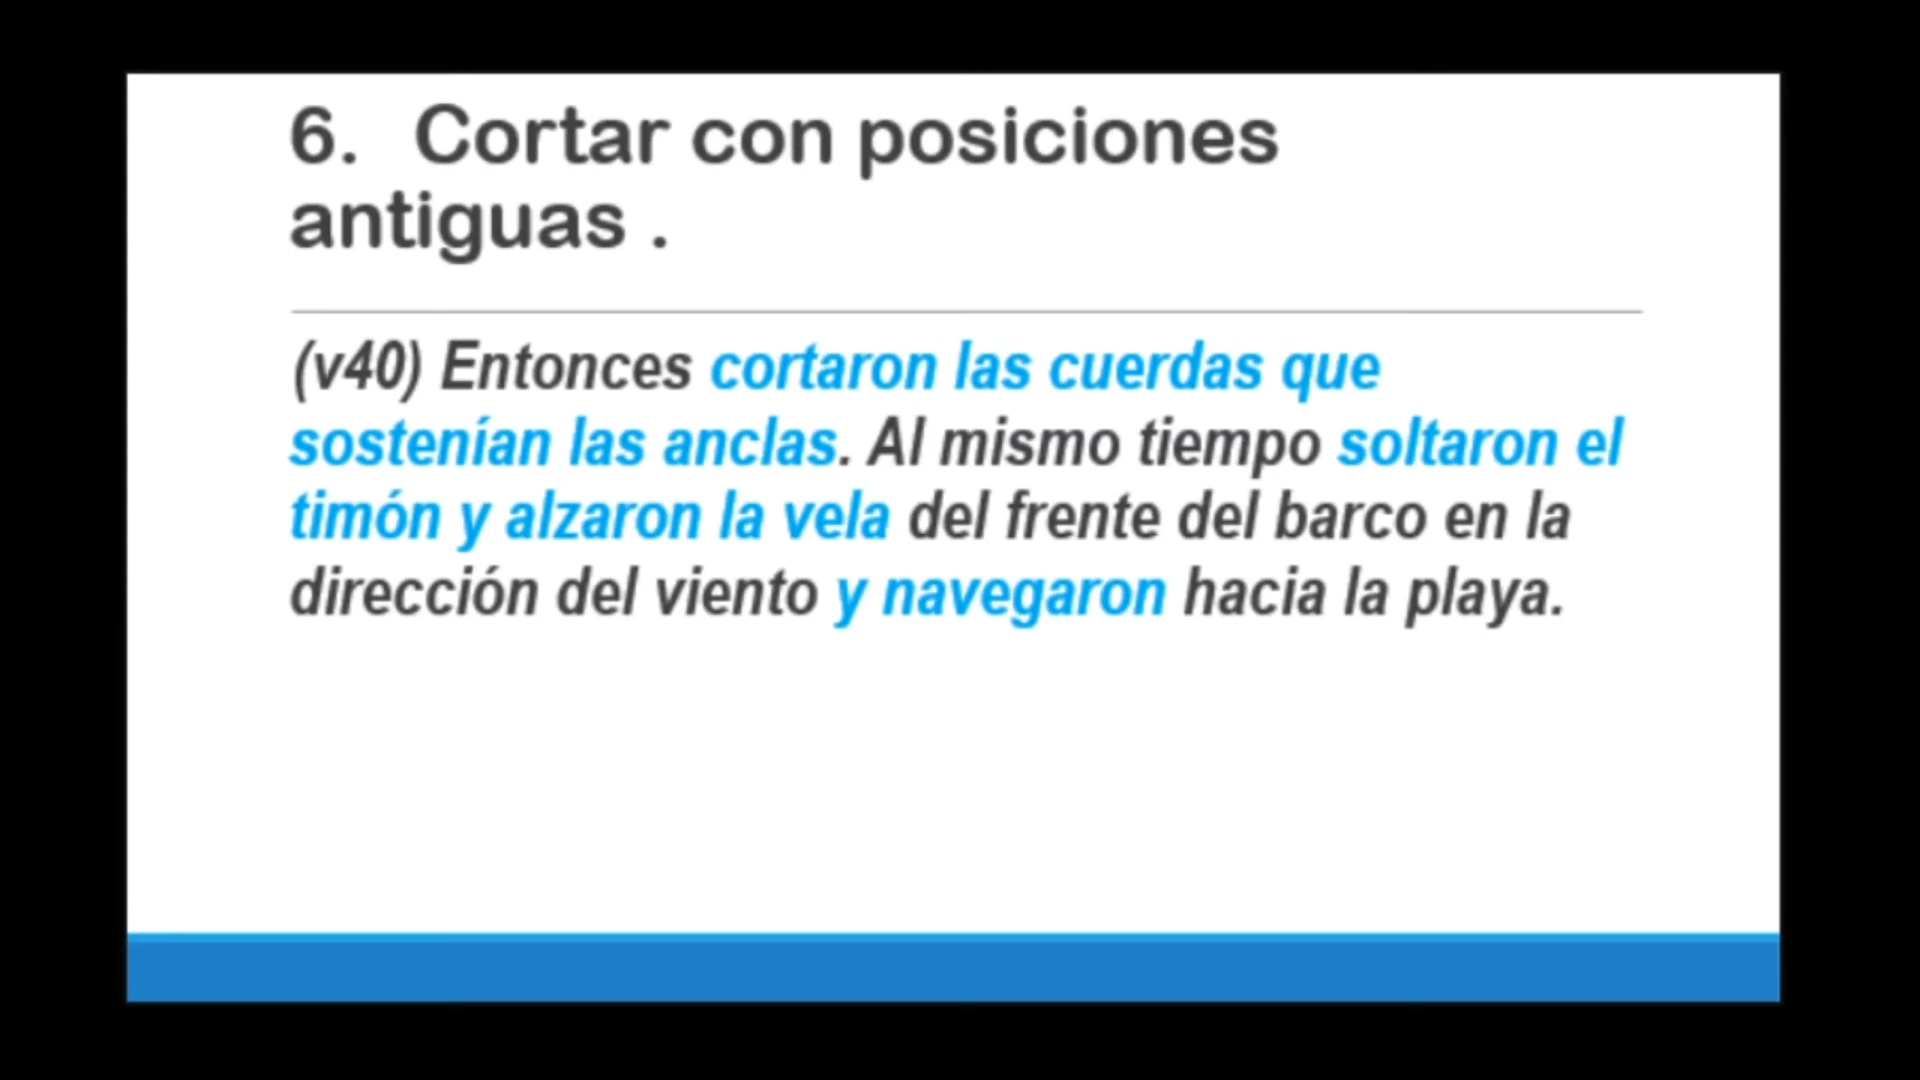 6. Cortar con posiciones
antiguas .
(v40) Entonces cortaron las cuerdas que
sostenían las anclas. Al mismo tiempo soltaron el
timón y alzaron la vela del frente del barco en la
dirección del viento y navegaron hacia la playa.